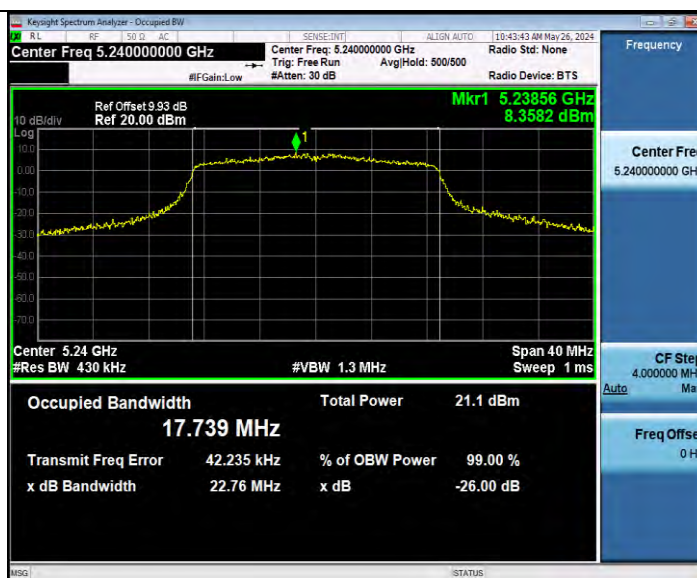 Keysight Spectrum Analyzer - Occupied BW
RL RF 50 Ω AC SENSE:INT ALIGN AUTO 10:43:43 AM May 26, 2024
Center Freq 5.240000000 GHz
Center Freq: 5.240000000 GHz
Radio Std: None
Frequency
Trig: Free Run Avg|Hold: 500/500
#IFGain:Low #Atten: 30 dB Radio Device: BTS
Ref Offset 9.93 dB
Mkr1 5.23856 GHz
10 dB/div Ref 20.00 dBm 8.3582 dBm
Log
1
10.0
0.00
-10.0
-20.0
-30.0
-40.0
-50.0
-60.0
-70.0
Center Fre
5.240000000 GH
Center 5.24 GHz Span 40 MHz
#Res BW 430 kHz #VBW 1.3 MHz Sweep 1 ms
CF Step
4.000000 MH
Auto Ma
Occupied Bandwidth Total Power 21.1 dBm
17.739 MHz
Freq Offse
0 H
Transmit Freq Error 42.235 kHz % of OBW Power 99.00 %
x dB Bandwidth 22.76 MHz x dB -26.00 dB
MSG STATUS